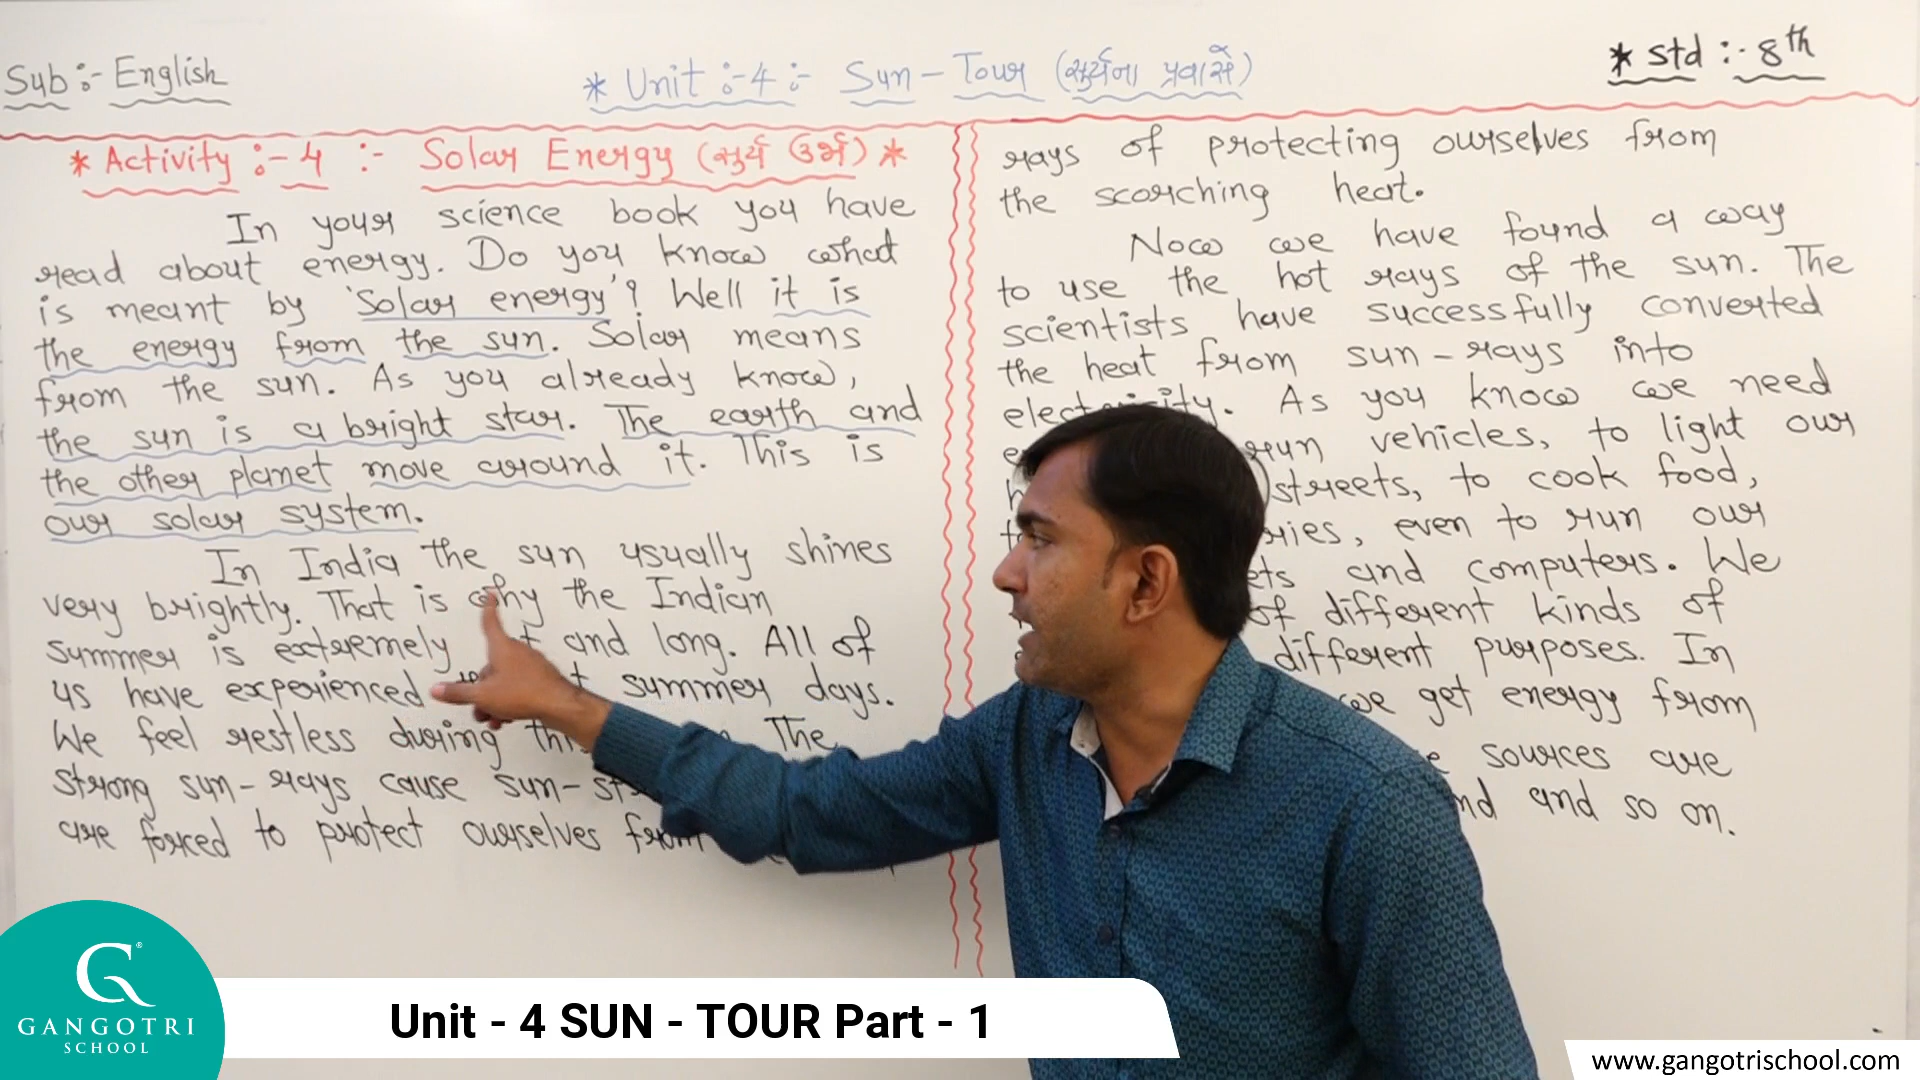 Sub :- English
* Unit :- 4 :- Sun - Tour (સૂર્યના પ્રવાસે)
* Std :- 8th
* Activity :- 4 :- Solar Energy (સૂર્ય ઉર્જા) *
In your science book you have
read about energy. Do you know what
is meant by 'Solar energy'? Well it is
the energy from the sun. Solar means
from the sun. As you already know,
the sun is a bright star. The earth and
the other planet move around it. This is
our solar system.
In India the sun usually shines
very brightly. That is why the Indian
summer is extremely and long. All of
us have experienced summer days.
We feel restless during The
strong sun-rays cause sun-
are forced to protect ourselves from
rays of protecting ourselves from
the scorching heat.
Now we have found a way
to use the hot rays of the sun. The
scientists have successfully converted
the heat from sun-rays into
electricity. As you know we need
run vehicles, to light our
streets, to cook food,
even to run our
and computers. We
of different kinds of
different purposes. In
we get energy from
sources are
and so on.
G®
GANGOTRI
SCHOOL
Unit - 4 SUN - TOUR Part - 1
www.gangotrischool.com